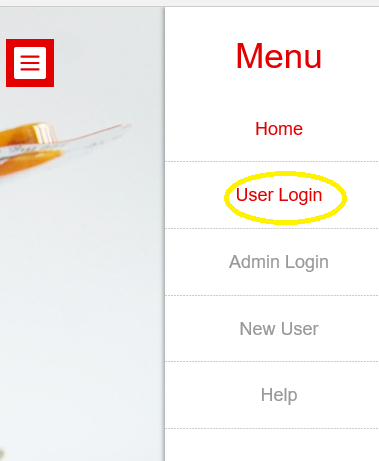 Menu
Home
User Login
Admin Login
New User
Help